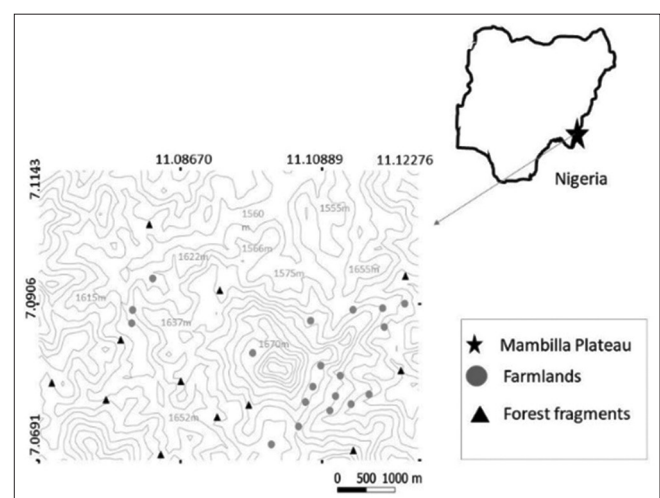 11.08670
11.10889
11.12276
7.1143
7.0906
7.0691
1560
m
1555m
1566m
1622m
1575m
1655m
1615m
1637m
1670m
1652m
Nigeria
Mambilla Plateau
Farmlands
Forest fragments
0 500 1000 m